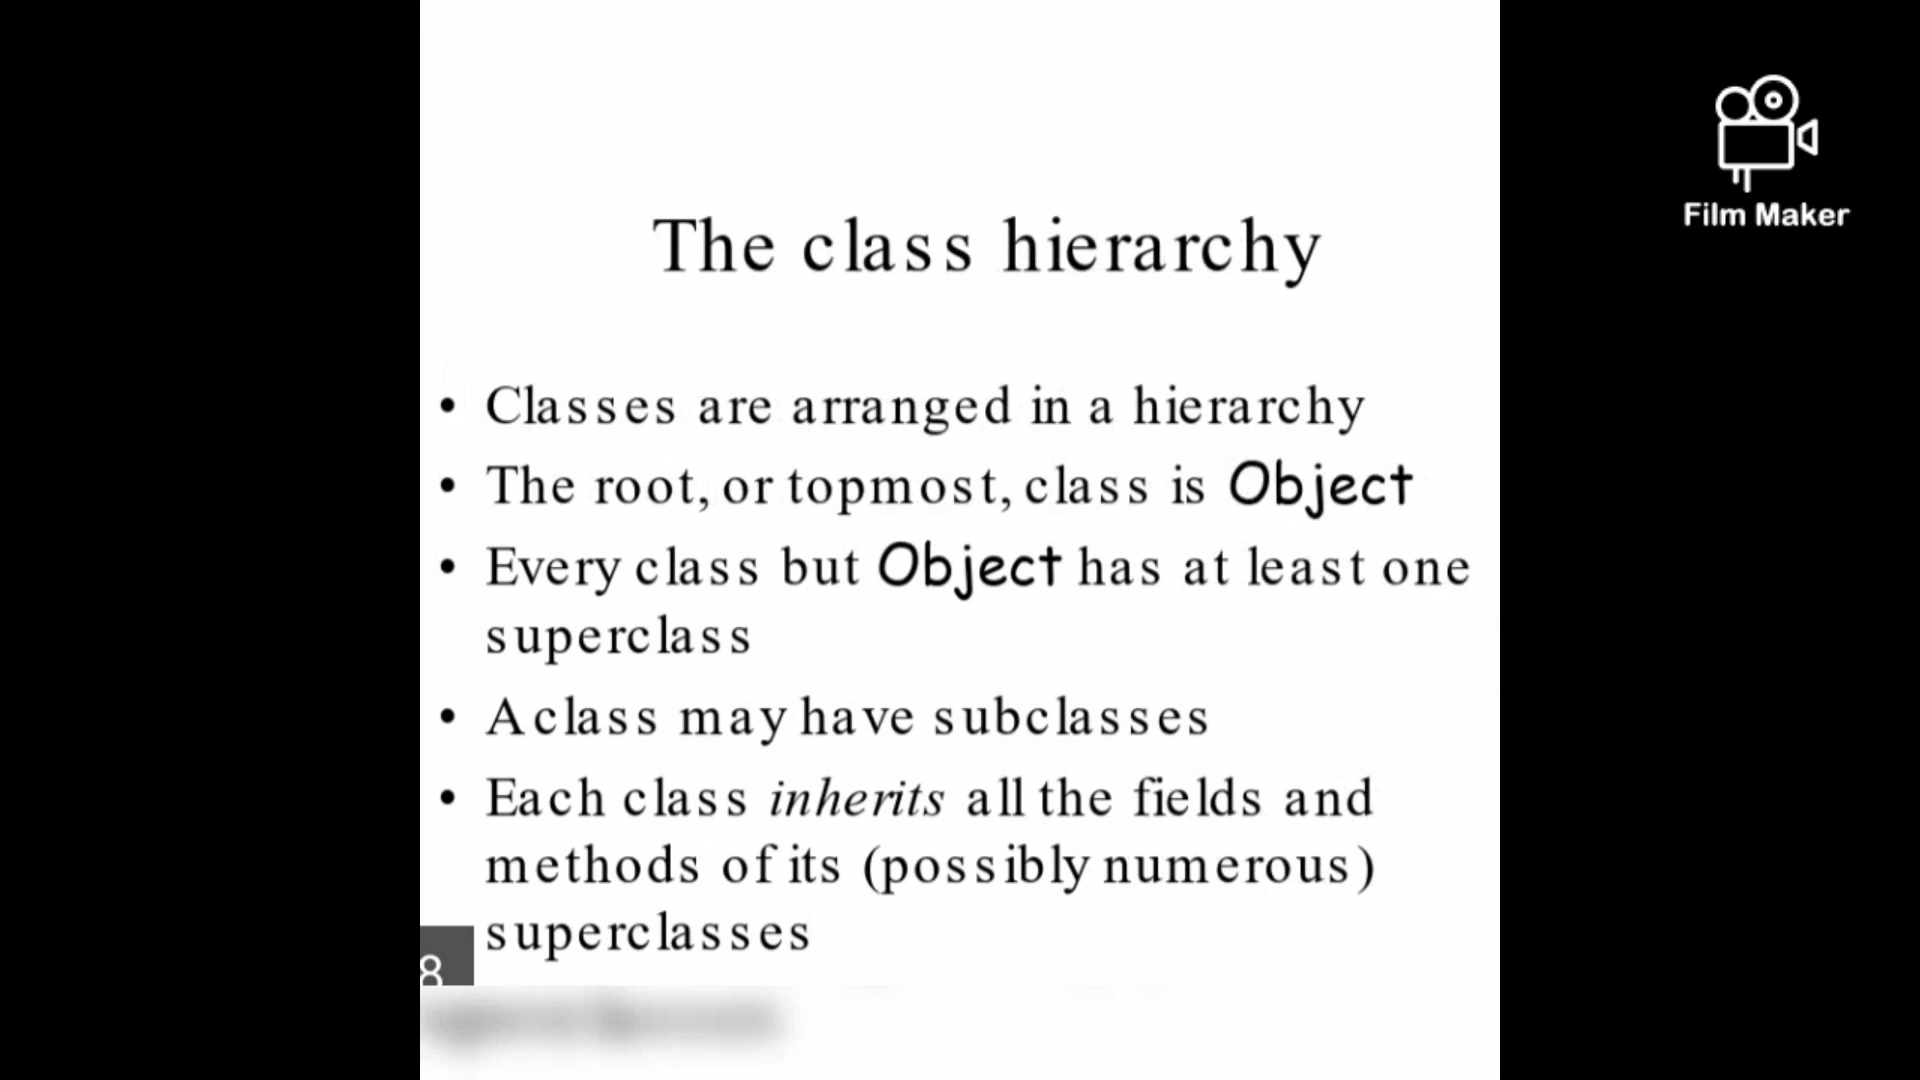 Film Maker
The class hierarchy
• Classes are arranged in a hierarchy
• The root, or topmost, class is Object
• Every class but Object has at least one
superclass
• A class may have subclasses
• Each class inherits all the fields and
methods of its (possibly numerous)
superclasses
8